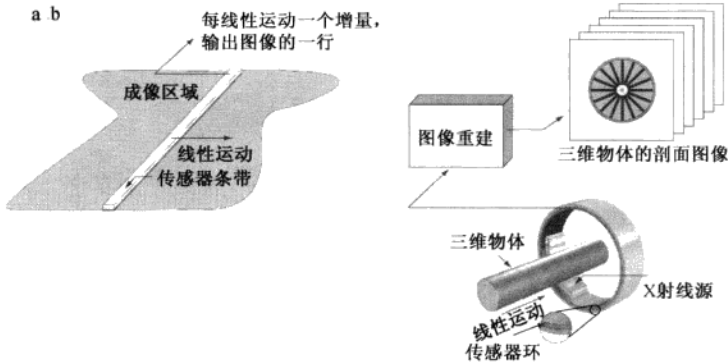 a b
每线性运动一个增量，
输出图像的一行
成像区域
线性运动
传感器条带
图像重建
三维物体的剖面图像
三维物体
X射线源
线性运动
传感器环